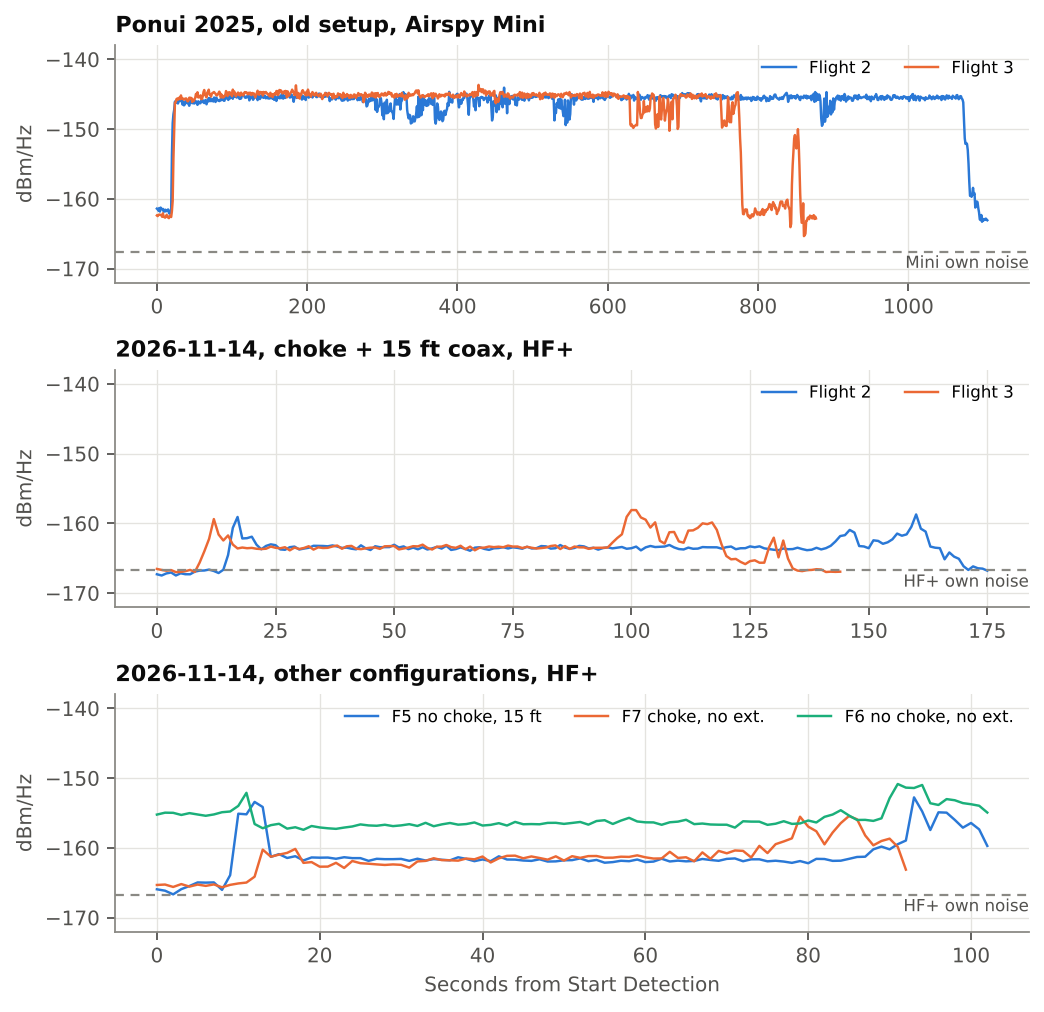 Ponui 2025, old setup, Airspy Mini
−140
−150
−160
−170
dBm/Hz
Flight 2
Flight 3
Mini own noise
0
200
400
600
800
1000
2026-11-14, choke + 15 ft coax, HF+
−140
−150
−160
−170
dBm/Hz
Flight 2
Flight 3
HF+ own noise
0
25
50
75
100
125
150
175
2026-11-14, other configurations, HF+
−140
−150
−160
−170
dBm/Hz
F5 no choke, 15 ft
F7 choke, no ext.
F6 no choke, no ext.
HF+ own noise
0
20
40
60
80
100
Seconds from Start Detection